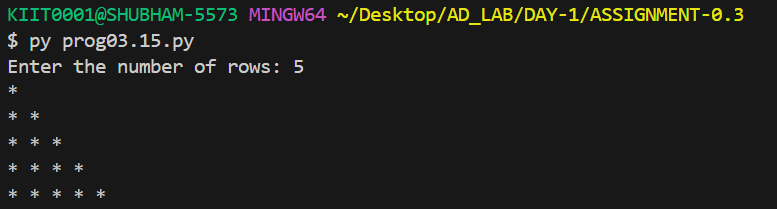 KIIT0001@SHUBHAM-5573 MINGW64 ~/Desktop/AD_LAB/DAY-1/ASSIGNMENT-0.3
$ py prog03.15.py
Enter the number of rows: 5
*
* *
* * *
* * * *
* * * * *